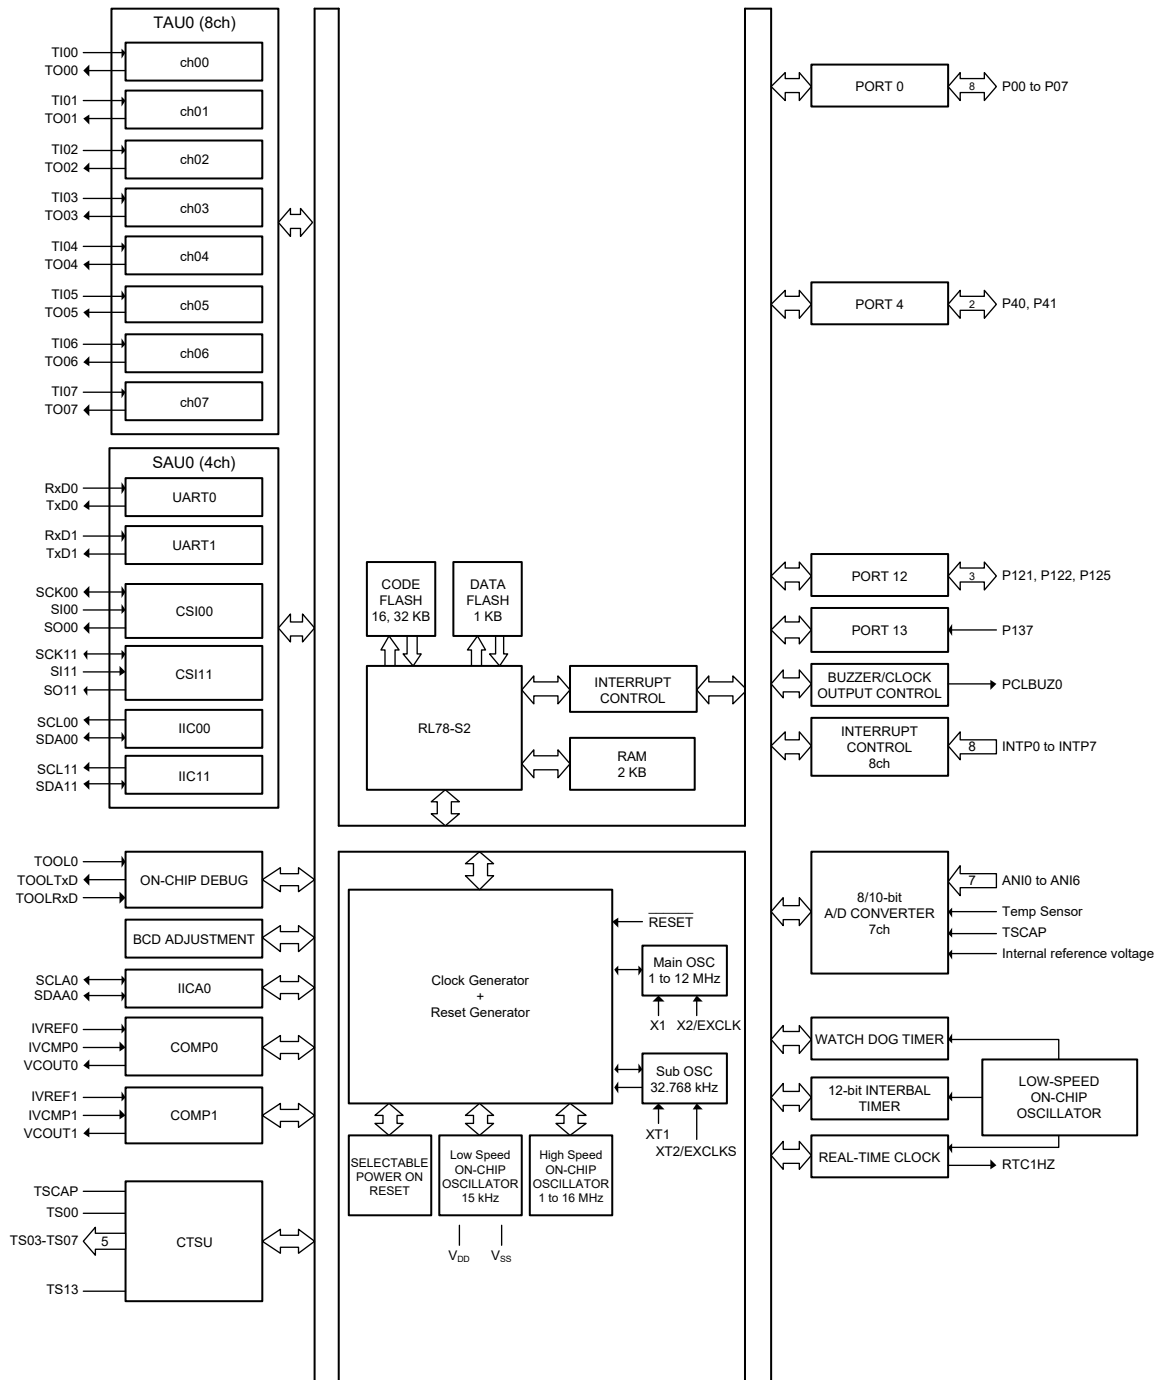 TAU0 (8ch)
TI00
TO00
ch00
TI01
TO01
ch01
TI02
TO02
ch02
TI03
TO03
ch03
TI04
TO04
ch04
TI05
TO05
ch05
TI06
TO06
ch06
TI07
TO07
ch07
SAU0 (4ch)
RxD0
TxD0
UART0
RxD1
TxD1
UART1
SCK00
SI00
SO00
CSI00
SCK11
SI11
SO11
CSI11
SCL00
SDA00
IIC00
SCL11
SDA11
IIC11
TOOL0
TOOLTxD
TOOLRxD
ON-CHIP DEBUG
BCD ADJUSTMENT
SCLA0
SDAA0
IICA0
IVREF0
IVCMP0
VCOUT0
COMP0
IVREF1
IVCMP1
VCOUT1
COMP1
TSCAP
TS00
TS03-TS07
5
TS13
CTSU
CODE
FLASH
16, 32 KB
DATA
FLASH
1 KB
RL78-S2
INTERRUPT
CONTROL
RAM
2 KB
Clock Generator
+
Reset Generator
RESET
Main OSC
1 to 12 MHz
X1
X2/EXCLK
Sub OSC
32.768 kHz
XT1
XT2/EXCLKS
SELECTABLE
POWER ON
RESET
Low Speed
ON-CHIP
OSCILLATOR
15 kHz
High Speed
ON-CHIP
OSCILLATOR
1 to 16 MHz
VDD
VSS
PORT 0
8
P00 to P07
PORT 4
2
P40, P41
PORT 12
3
P121, P122, P125
PORT 13
P137
BUZZER/CLOCK
OUTPUT CONTROL
PCLBUZ0
INTERRUPT
CONTROL
8ch
8
INTP0 to INTP7
8/10-bit
A/D CONVERTER
7ch
7
ANI0 to ANI6
Temp Sensor
TSCAP
Internal reference voltage
WATCH DOG TIMER
12-bit INTERBAL
TIMER
REAL-TIME CLOCK
LOW-SPEED
ON-CHIP
OSCILLATOR
RTC1HZ